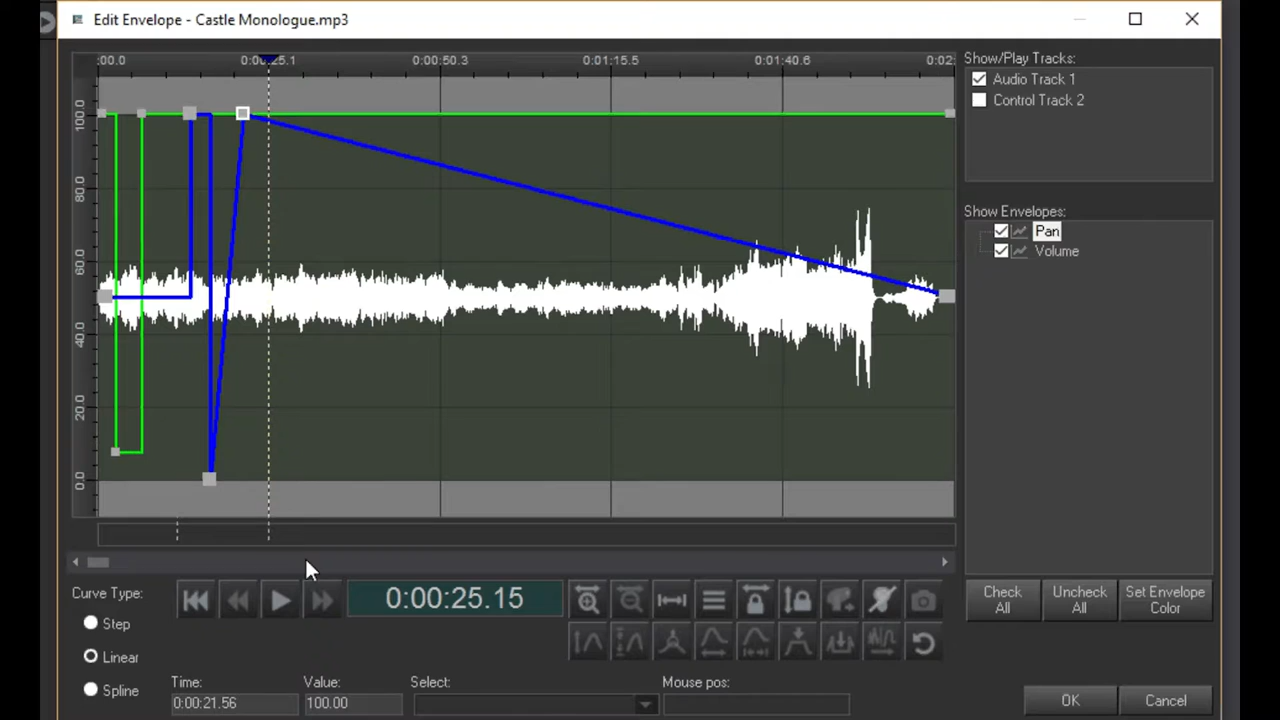 Edit Envelope - Castle Monologue.mp3
:00.0 0:00:25.1 0:00:50.3 0:01:15.5 0:01:40.6 0:02:
100.0
80.0
60.0
40.0
20.0
0.0
Show/Play Tracks:
Audio Track 1
Control Track 2
Show Envelopes:
Pan
Volume
Check All
Uncheck All
Set Envelope Color
Curve Type:
Step
Linear
Spline
0:00:25.15
Time:
0:00:21.56
Value:
100.00
Select:
Mouse pos:
OK
Cancel